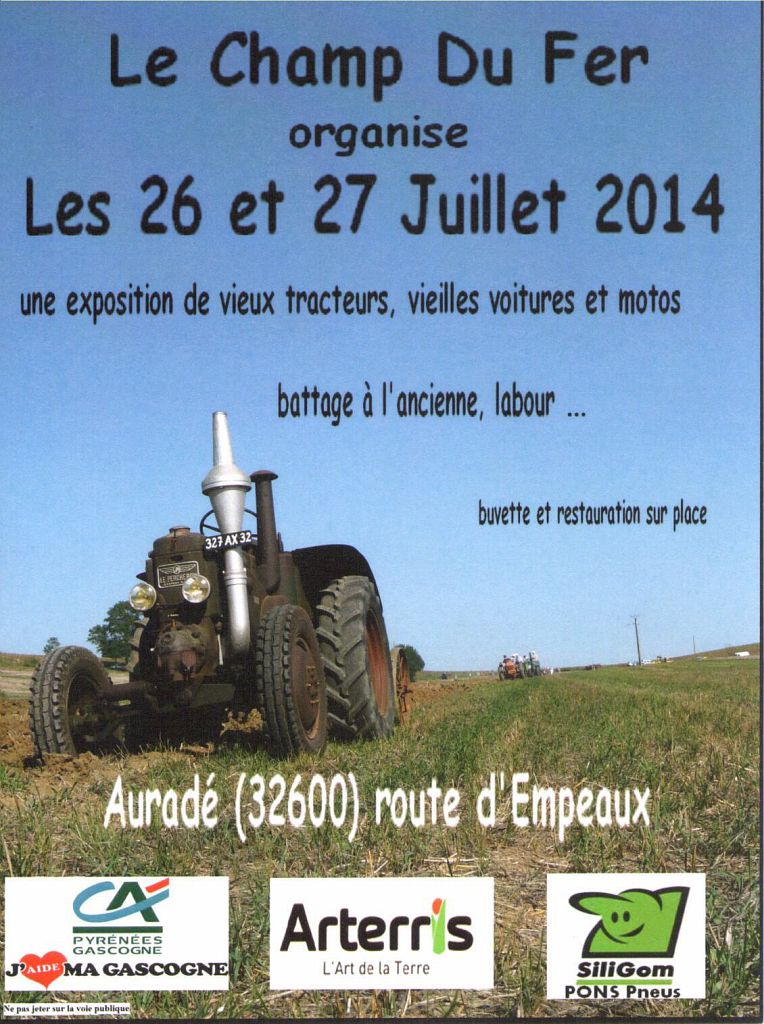 Le Champ Du Fer
organise
Les 26 et 27 Juillet 2014
une exposition de vieux tracteurs, vieilles voitures et motos
battage à l'ancienne, labour ...
buvette et restauration sur place
327 AX 32
LE PERCHERON
Auradé (32600) route d'Empeaux
CA
PYRÉNÉES
GASCOGNE
J'AIDE MA GASCOGNE
Arterris
L'Art de la Terre
SiliGom
PONS Pneus
Ne pas jeter sur la voie publique